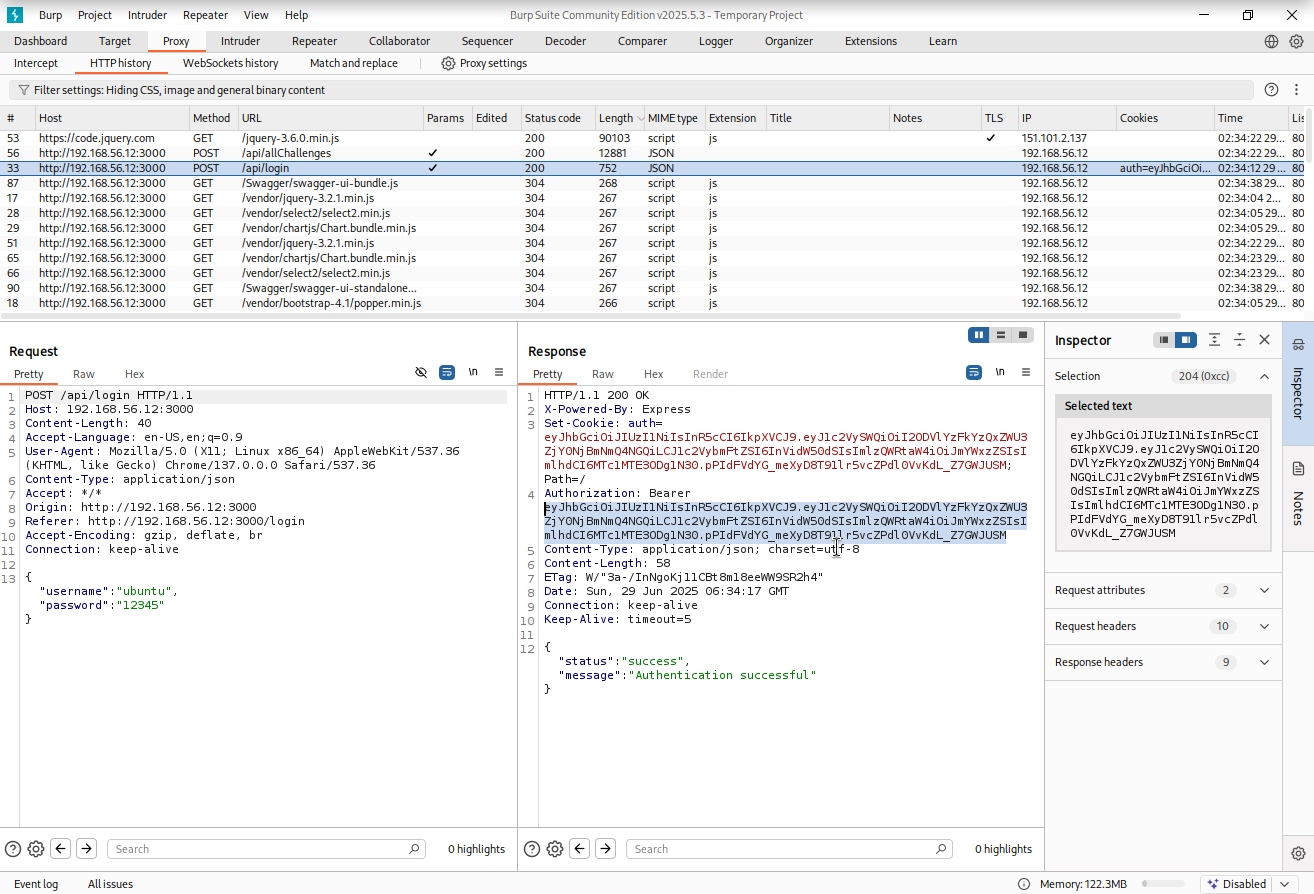 Burp Project Intruder Repeater View Help Burp Suite Community Edition v2025.5.3 - Temporary Project
Dashboard Target Proxy Intruder Repeater Collaborator Sequencer Decoder Comparer Logger Organizer Extensions Learn
Intercept HTTP history WebSockets history Match and replace Proxy settings
Filter settings: Hiding CSS, image and general binary content
# Host Method URL Params Edited Status code Length MIME type Extension Title Notes TLS IP Cookies Time Lis
53 https://code.jquery.com GET /jquery-3.6.0.min.js 200 90103 script js ✓ 151.101.2.137 02:34:22 29... 80
56 http://192.168.56.12:3000 POST /api/allChallenges ✓ 200 12881 JSON 192.168.56.12 02:34:22 29... 80
33 http://192.168.56.12:3000 POST /api/login ✓ 200 752 JSON 192.168.56.12 auth=eyJhbGciOi... 02:34:12 29 ... 80
87 http://192.168.56.12:3000 GET /Swagger/swagger-ui-bundle.js 304 268 script js 192.168.56.12 02:34:38 29... 80
17 http://192.168.56.12:3000 GET /vendor/jquery-3.2.1.min.js 304 267 script js 192.168.56.12 02:34:04 2... 80
28 http://192.168.56.12:3000 GET /vendor/select2/select2.min.js 304 267 script js 192.168.56.12 02:34:05 29... 80
29 http://192.168.56.12:3000 GET /vendor/chartjs/Chart.bundle.min.js 304 267 script js 192.168.56.12 02:34:05 29... 80
51 http://192.168.56.12:3000 GET /vendor/jquery-3.2.1.min.js 304 267 script js 192.168.56.12 02:34:22 29... 80
65 http://192.168.56.12:3000 GET /vendor/chartjs/Chart.bundle.min.js 304 267 script js 192.168.56.12 02:34:23 29... 80
66 http://192.168.56.12:3000 GET /vendor/select2/select2.min.js 304 267 script js 192.168.56.12 02:34:23 29... 80
90 http://192.168.56.12:3000 GET /Swagger/swagger-ui-standalone... 304 267 script js 192.168.56.12 02:34:38 29... 80
18 http://192.168.56.12:3000 GET /vendor/bootstrap-4.1/popper.min.js 304 266 script js 192.168.56.12 02:34:05 29... 80
Request
Pretty Raw Hex \n
1 POST /api/login HTTP/1.1
2 Host: 192.168.56.12:3000
3 Content-Length: 40
4 Accept-Language: en-US,en;q=0.9
5 User-Agent: Mozilla/5.0 (X11; Linux x86_64) AppleWebKit/537.36
(KHTML, like Gecko) Chrome/137.0.0.0 Safari/537.36
6 Content-Type: application/json
7 Accept: */*
8 Origin: http://192.168.56.12:3000
9 Referer: http://192.168.56.12:3000/login
10 Accept-Encoding: gzip, deflate, br
11 Connection: keep-alive
12
13 {
"username":"ubuntu",
"password":"12345"
}
Search 0 highlights
Response
Pretty Raw Hex Render \n
1 HTTP/1.1 200 OK
2 X-Powered-By: Express
3 Set-Cookie: auth=
eyJhbGciOiJIUzI1NiIsInR5cCI6IkpXVCJ9.eyJ1c2VySWQiOiI2ODVlYzFkYzQxZWU3
ZjY0NjBmNmQ4NGQiLCJ1c2VybmFtZSI6InVidW50dSIsImlzQWRtaW4iOiJmYWxzZSIsI
mlhdCI6MTc1MTE3ODg1N30.pPIdFVdYG_meXyD8T91lr5vcZPdl0VvKdL_Z7GWJUSM;
Path=/
4 Authorization: Bearer
eyJhbGciOiJIUzI1NiIsInR5cCI6IkpXVCJ9.eyJ1c2VySWQiOiI2ODVlYzFkYzQxZWU3
ZjY0NjBmNmQ4NGQiLCJ1c2VybmFtZSI6InVidW50dSIsImlzQWRtaW4iOiJmYWxzZSIsI
mlhdCI6MTc1MTE3ODg1N30.pPIdFVdYG_meXyD8T91lr5vcZPdl0VvKdL_Z7GWJUSM
5 Content-Type: application/json; charset=utf-8
6 Content-Length: 58
7 ETag: W/"3a-/InNgoKj11CBt8m18eeWW9SR2h4"
8 Date: Sun, 29 Jun 2025 06:34:17 GMT
9 Connection: keep-alive
10 Keep-Alive: timeout=5
11
12 {
"status":"success",
"message":"Authentication successful"
}
Search 0 highlights
Inspector
Selection 204 (0xcc)
Selected text
eyJhbGciOiJIUzI1NiIsInR5cCI
6IkpXVCJ9.eyJ1c2VySWQiOiI2O
DVlYzFkYzQxZWU3ZjY0NjBmNmQ4
NGQiLCJ1c2VybmFtZSI6InVidW5
0dSIsImlzQWRtaW4iOiJmYWxzZS
IsImlhdCI6MTc1MTE3ODg1N30.p
PIdFVdYG_meXyD8T91lr5vcZPdl
0VvKdL_Z7GWJUSM
Request attributes 2
Request headers 10
Response headers 9
Inspector
Notes
Event log All issues Memory: 122.3MB Disabled